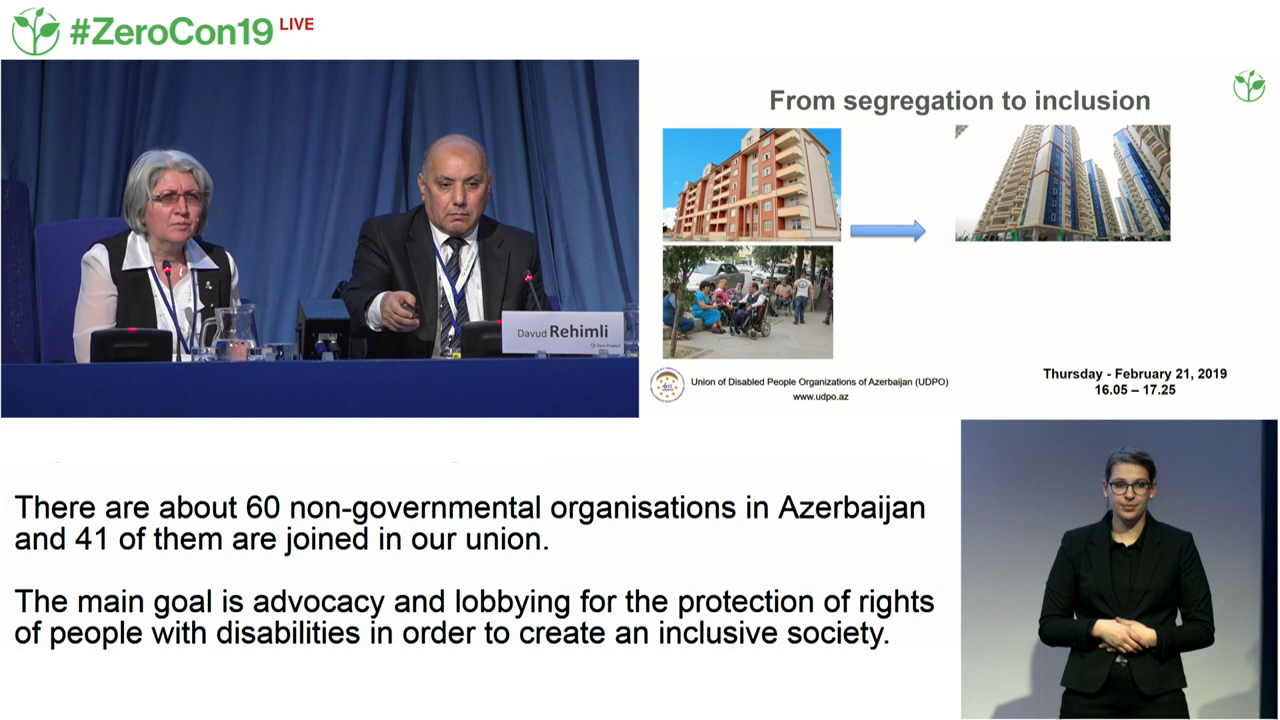 #ZeroCon19 LIVE
From segregation to inclusion
Davud Rehimli
Zero Project
Union of Disabled People Organizations of Azerbaijan (UDPO)
www.udpo.az
Thursday - February 21, 2019
16.05 – 17.25
There are about 60 non-governmental organisations in Azerbaijan
and 41 of them are joined in our union.
The main goal is advocacy and lobbying for the protection of rights
of people with disabilities in order to create an inclusive society.